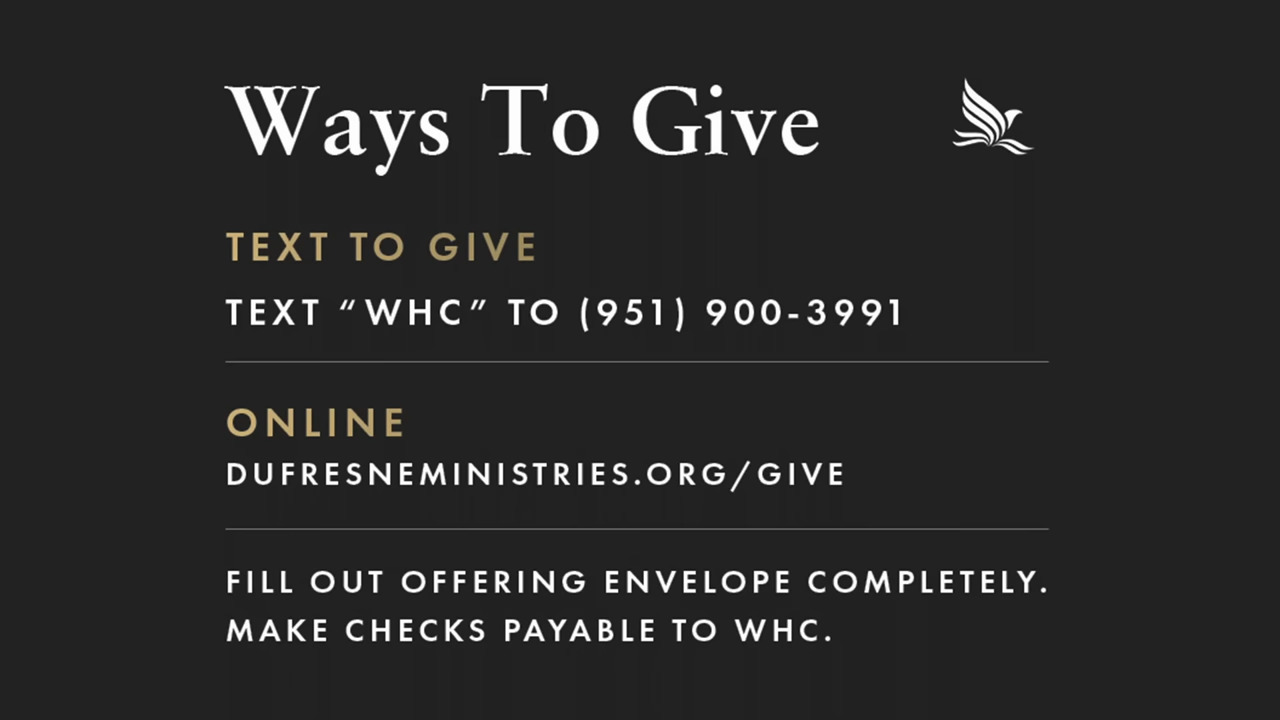 Ways To Give
TEXT TO GIVE
TEXT “WHC” TO (951) 900-3991
ONLINE
DUFRESNEMINISTRIES.ORG/GIVE
FILL OUT OFFERING ENVELOPE COMPLETELY.
MAKE CHECKS PAYABLE TO WHC.